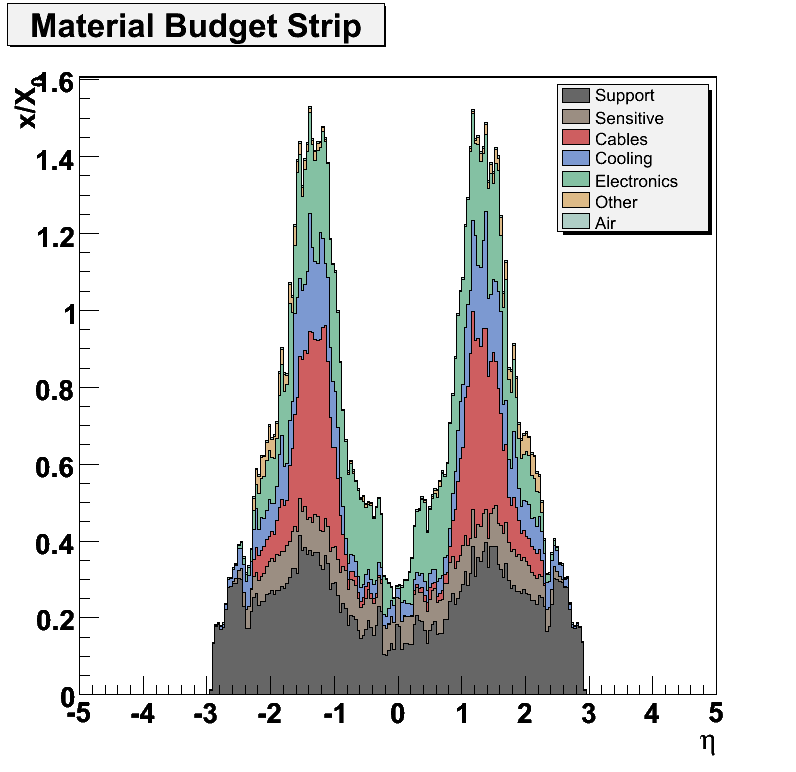 Material Budget Strip
x/X0
1.6
1.4
1.2
1
0.8
0.6
0.4
0.2
0
Support
Sensitive
Cables
Cooling
Electronics
Other
Air
-5 -4 -3 -2 -1 0 1 2 3 4 5
η